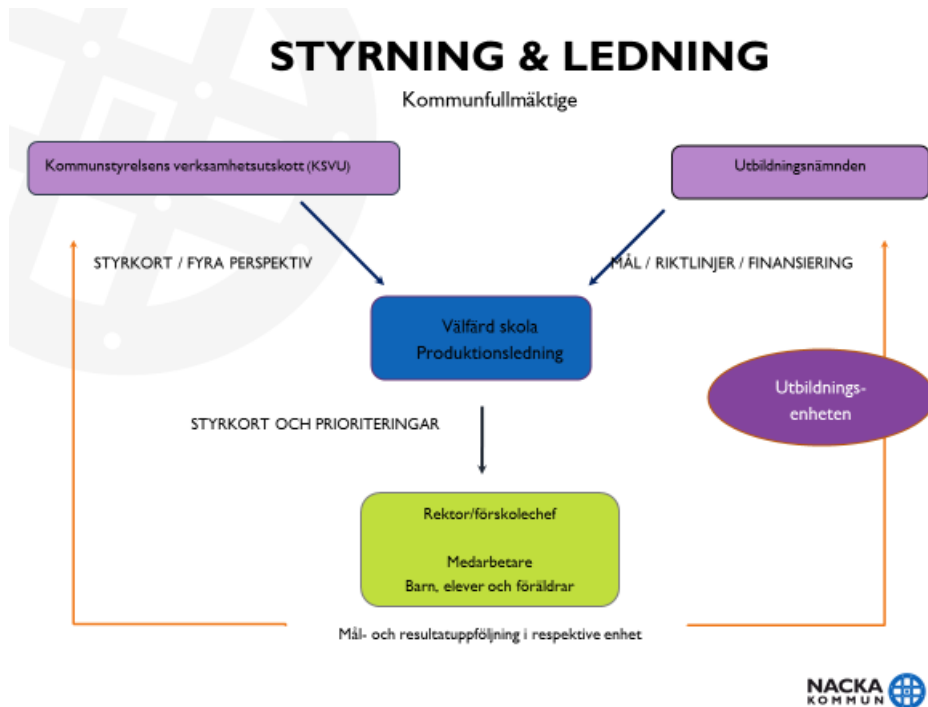 STYRNING & LEDNING
Kommunfullmäktige
Kommunstyrelsens verksamhetsutskott (KSVU)
Utbildningsnämnden
STYRKORT / FYRA PERSPEKTIV
MÅL / RIKTLINJER / FINANSIERING
Välfärd skola
Produktionsledning
Utbildnings-
enheten
STYRKORT OCH PRIORITERINGAR
Rektor/förskolechef
Medarbetare
Barn, elever och föräldrar
Mål- och resultatuppföljning i respektive enhet
NACKA
KOMMUN